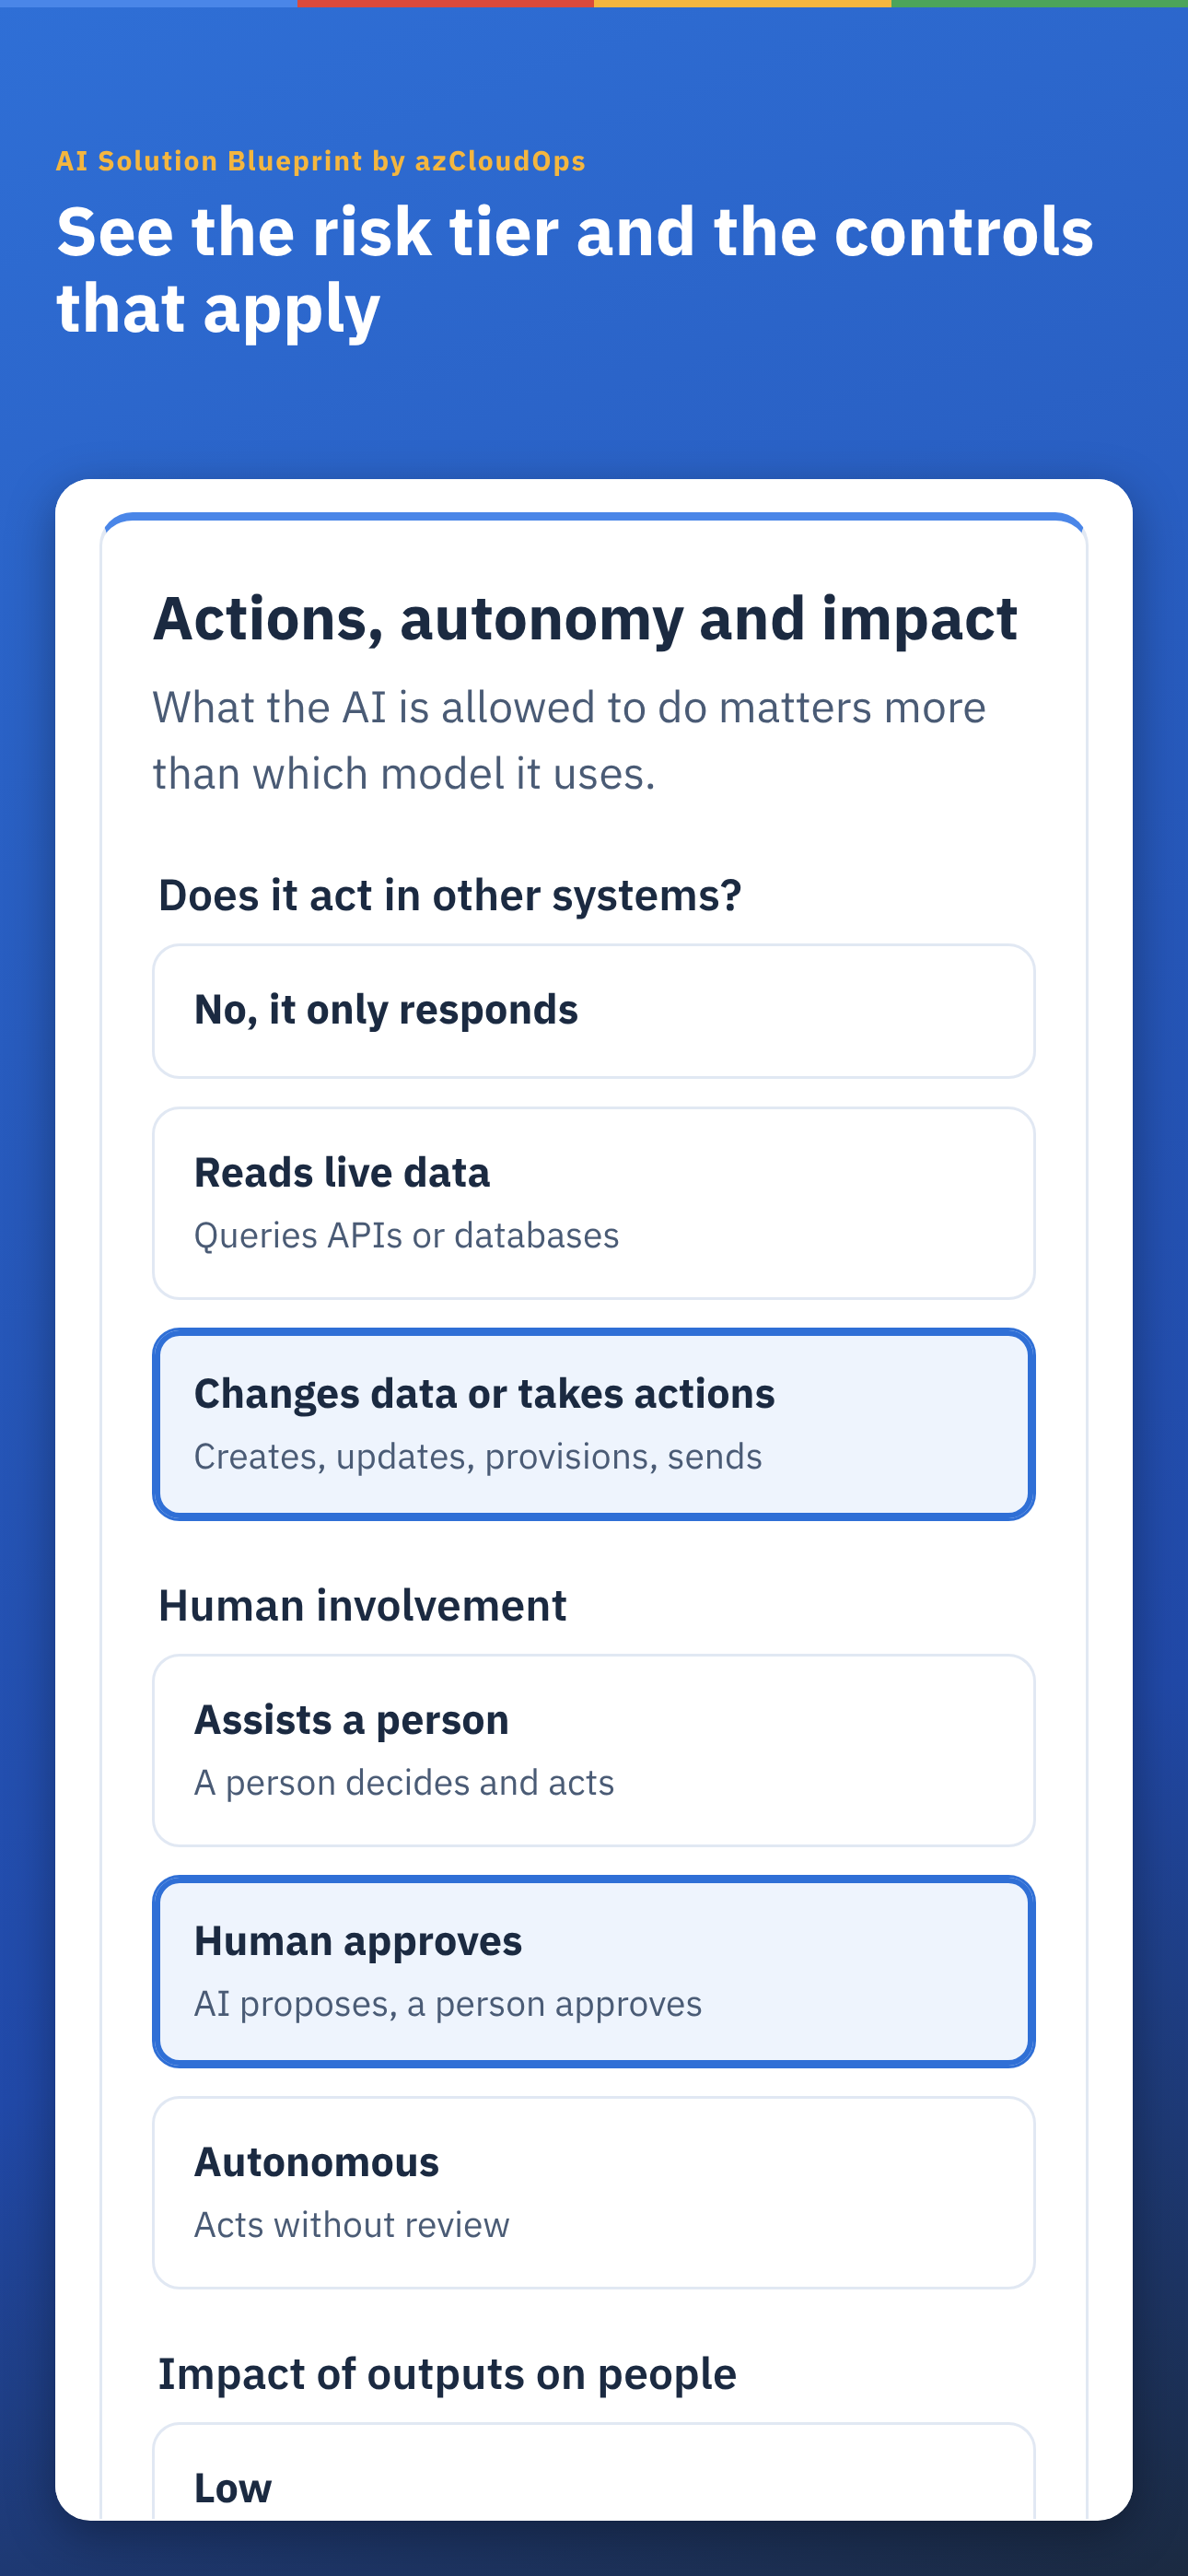 AI Solution Blueprint by azCloudOps
See the risk tier and the controls
that apply
Actions, autonomy and impact
What the AI is allowed to do matters more
than which model it uses.
Does it act in other systems?
No, it only responds
Reads live data
Queries APIs or databases
Changes data or takes actions
Creates, updates, provisions, sends
Human involvement
Assists a person
A person decides and acts
Human approves
AI proposes, a person approves
Autonomous
Acts without review
Impact of outputs on people
Low